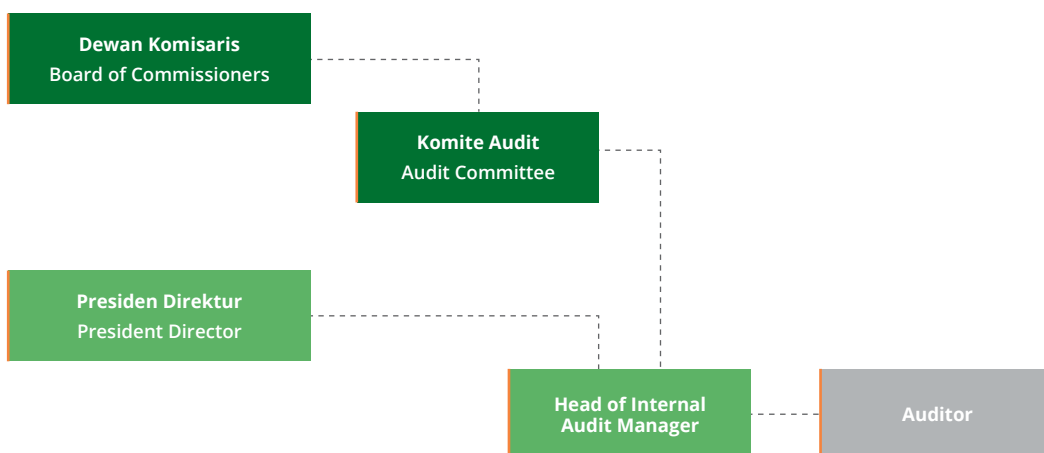 Dewan Komisaris
Board of Commissioners
Komite Audit
Audit Committee
Presiden Direktur
President Director
Head of Internal
Audit Manager
Auditor